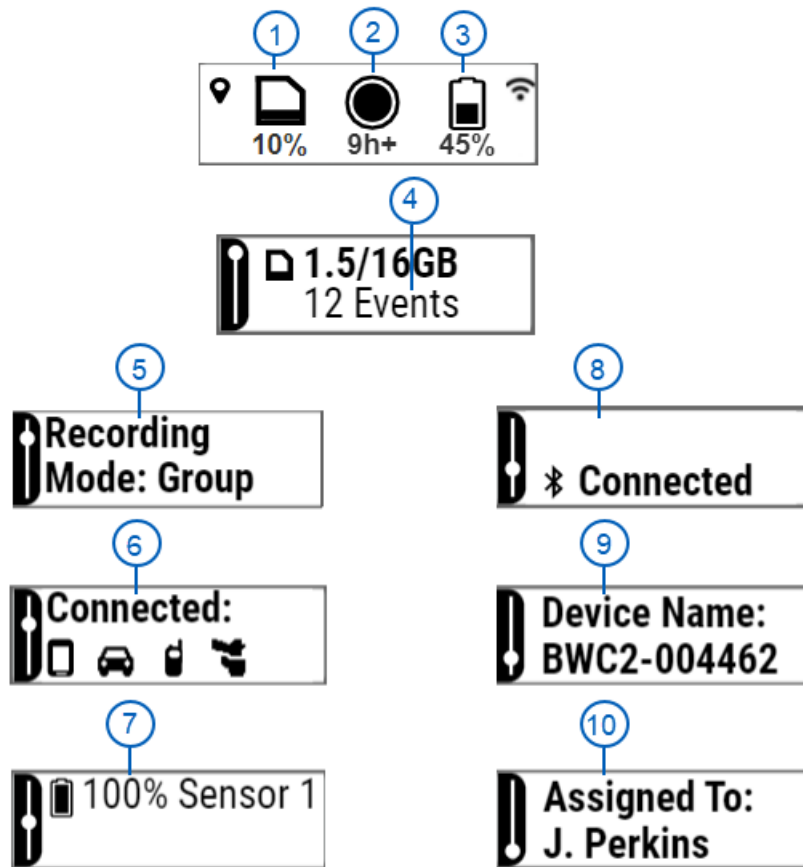 1 2 3
10% 9h+ 45%
4
1.5/16GB
12 Events
5
Recording
Mode: Group
6
Connected:
7
100% Sensor 1
8
Connected
9
Device Name:
BWC2-004462
10
Assigned To:
J. Perkins